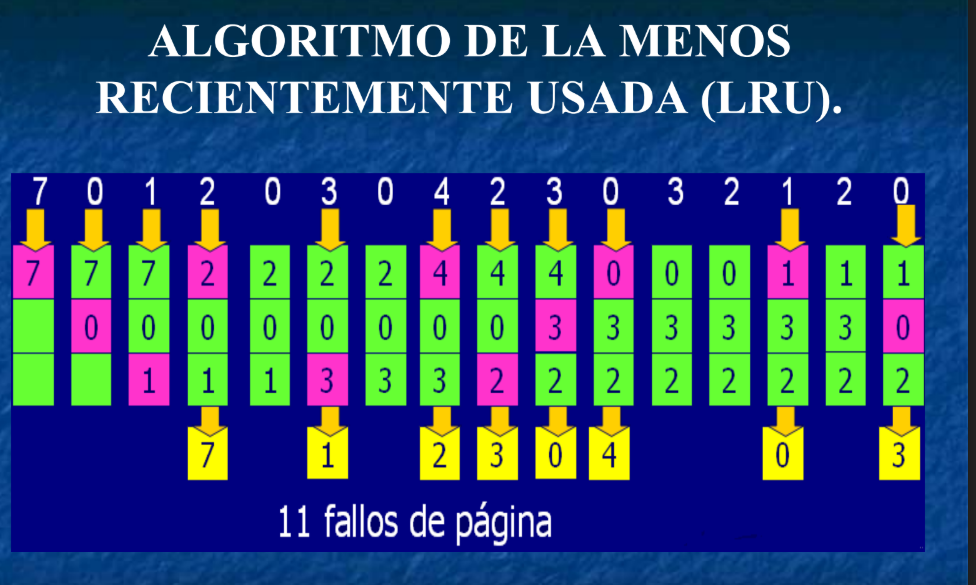 ALGORITMO DE LA MENOS
RECIENTEMENTE USADA (LRU).
7 0 1 2 0 3 0 4 2 3 0 3 2 1 2 0
7 7 7 2 2 2 2 4 4 4 0 0 0 1 1 1
0 0 0 0 0 0 0 0 3 3 3 3 3 3 0
1 1 1 3 3 3 2 2 2 2 2 2 2 2
7 1 2 3 0 4 0 3
11 fallos de página